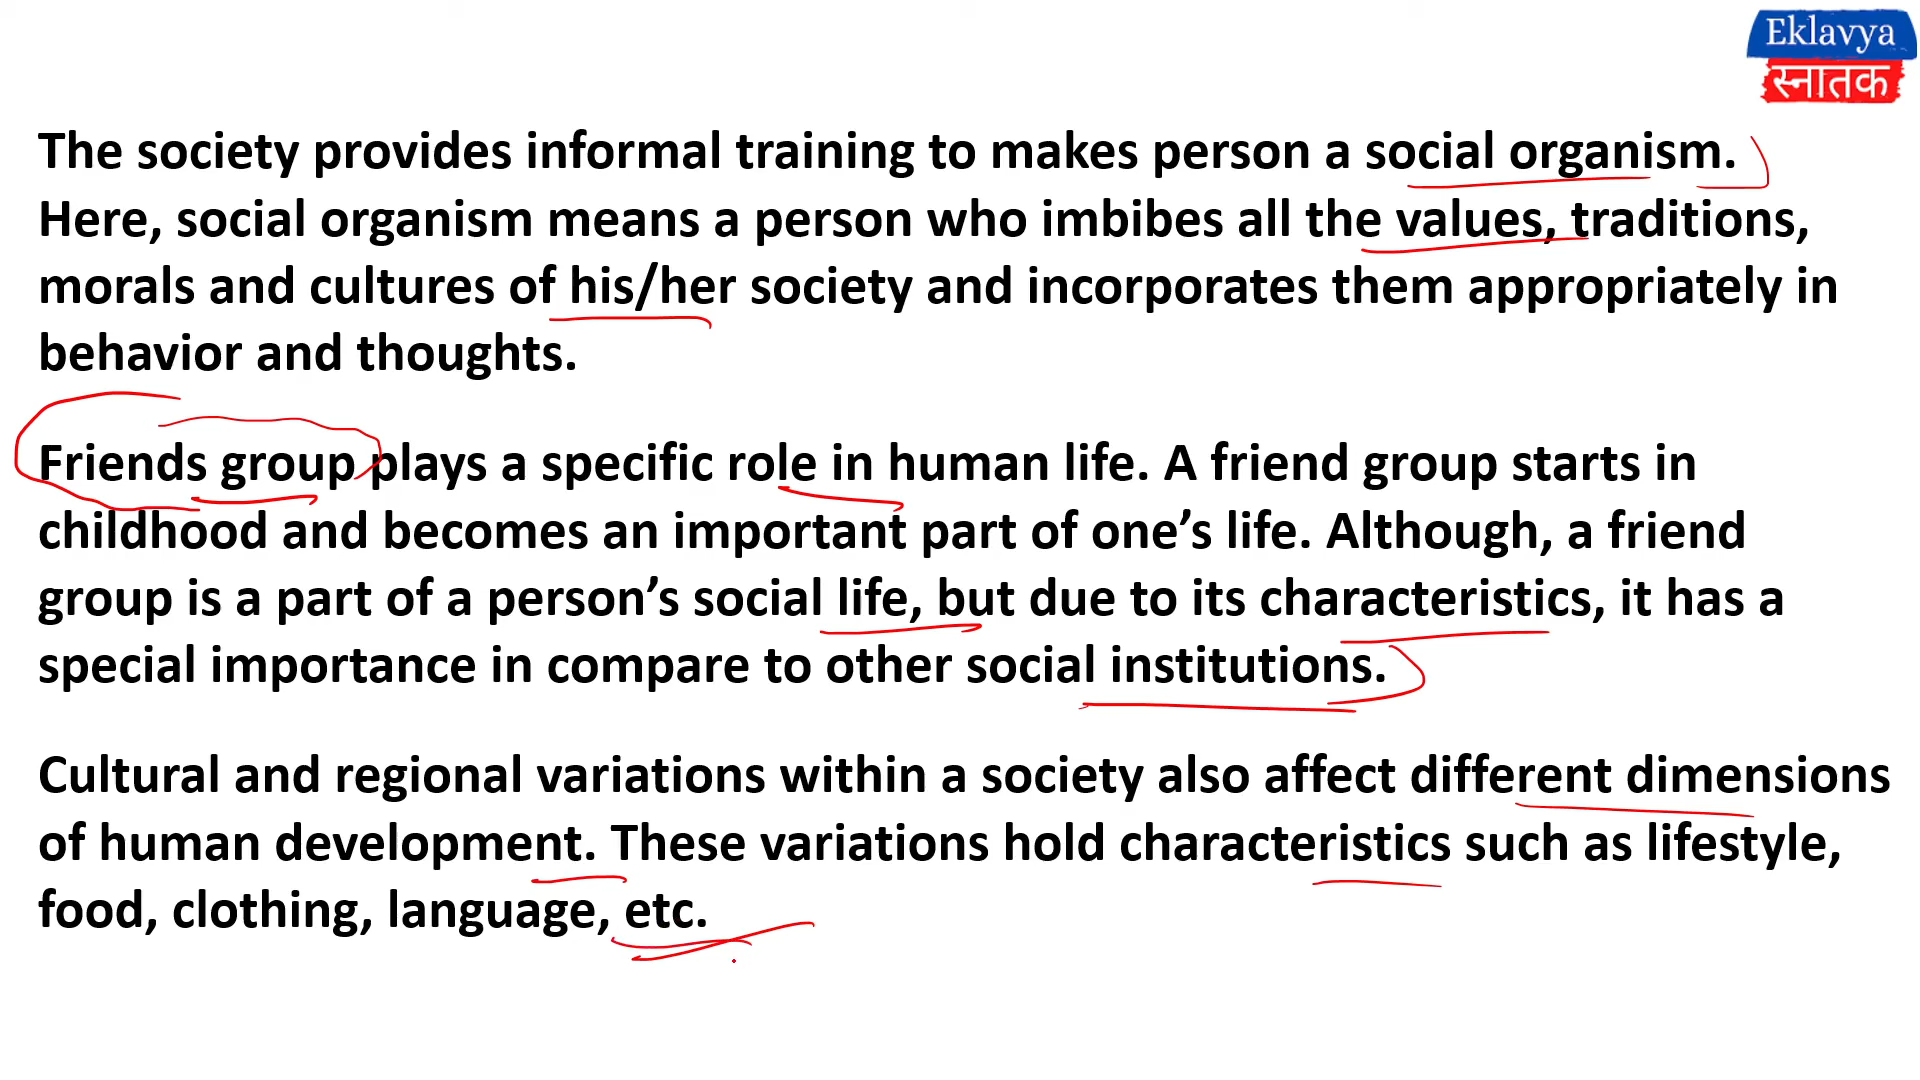 Eklavya
स्नातक
The society provides informal training to makes person a social organism.
Here, social organism means a person who imbibes all the values, traditions,
morals and cultures of his/her society and incorporates them appropriately in
behavior and thoughts.
Friends group plays a specific role in human life. A friend group starts in
childhood and becomes an important part of one’s life. Although, a friend
group is a part of a person’s social life, but due to its characteristics, it has a
special importance in compare to other social institutions.
Cultural and regional variations within a society also affect different dimensions
of human development. These variations hold characteristics such as lifestyle,
food, clothing, language, etc.